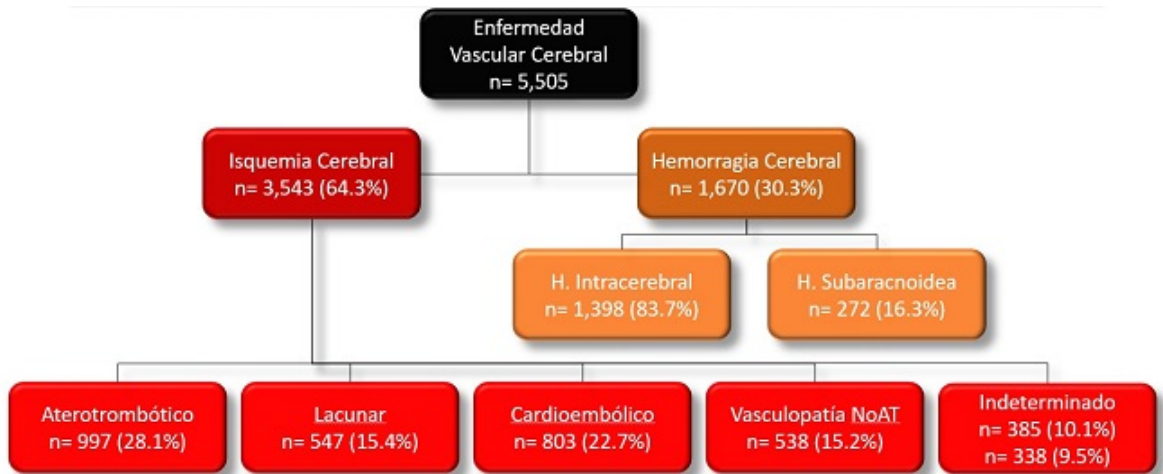 Enfermedad
Vascular Cerebral
n= 5,505
Isquemia Cerebral
n= 3,543 (64.3%)
Hemorragia Cerebral
n= 1,670 (30.3%)
H. Intracerebral
n= 1,398 (83.7%)
H. Subaracnoidea
n= 272 (16.3%)
Aterotrombótico
n= 997 (28.1%)
Lacunar
n= 547 (15.4%)
Cardioembólico
n= 803 (22.7%)
Vasculopatía NoAT
n= 538 (15.2%)
Indeterminado
n= 385 (10.1%)
n= 338 (9.5%)